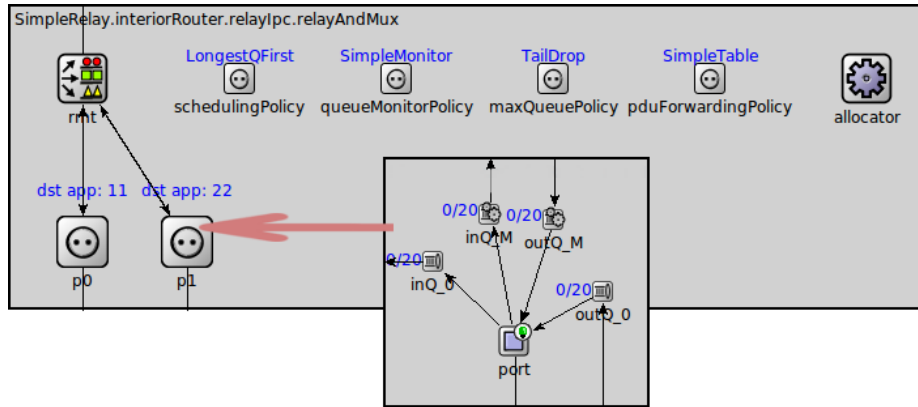 SimpleRelay.interiorRouter.relayIpc.relayAndMux
LongestQFirst SimpleMonitor TailDrop SimpleTable
rmt schedulingPolicy queueMonitorPolicy maxQueuePolicy pduForwardingPolicy allocator
dst app: 11 dst app: 22
p0 p1
0/20 0/20
inQ_M outQ_M
0/20
inQ_0
0/20
outQ_0
port